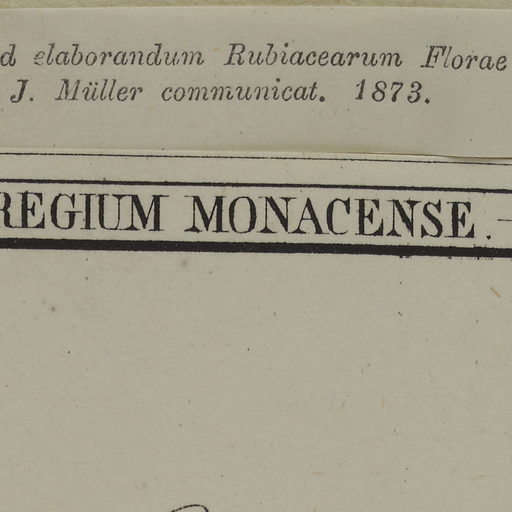 d elaborandum Rubiacearum Florae
J. Müller communicat. 1873.
REGIUM MONACENSE.